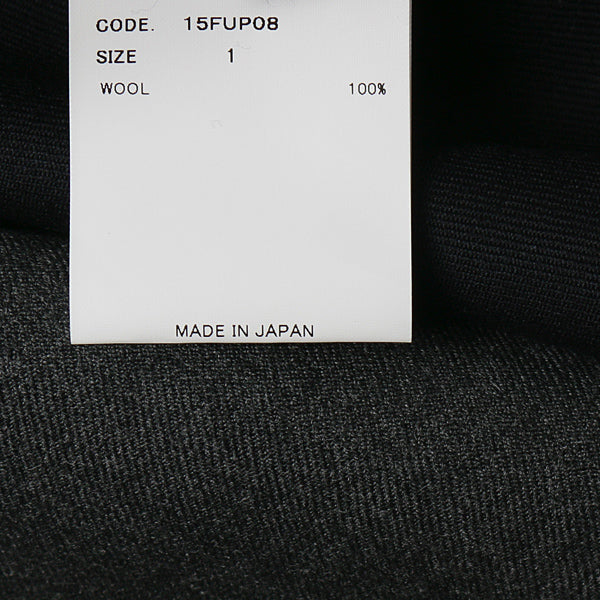 CODE. 15FUP08
SIZE 1
WOOL 100%
MADE IN JAPAN